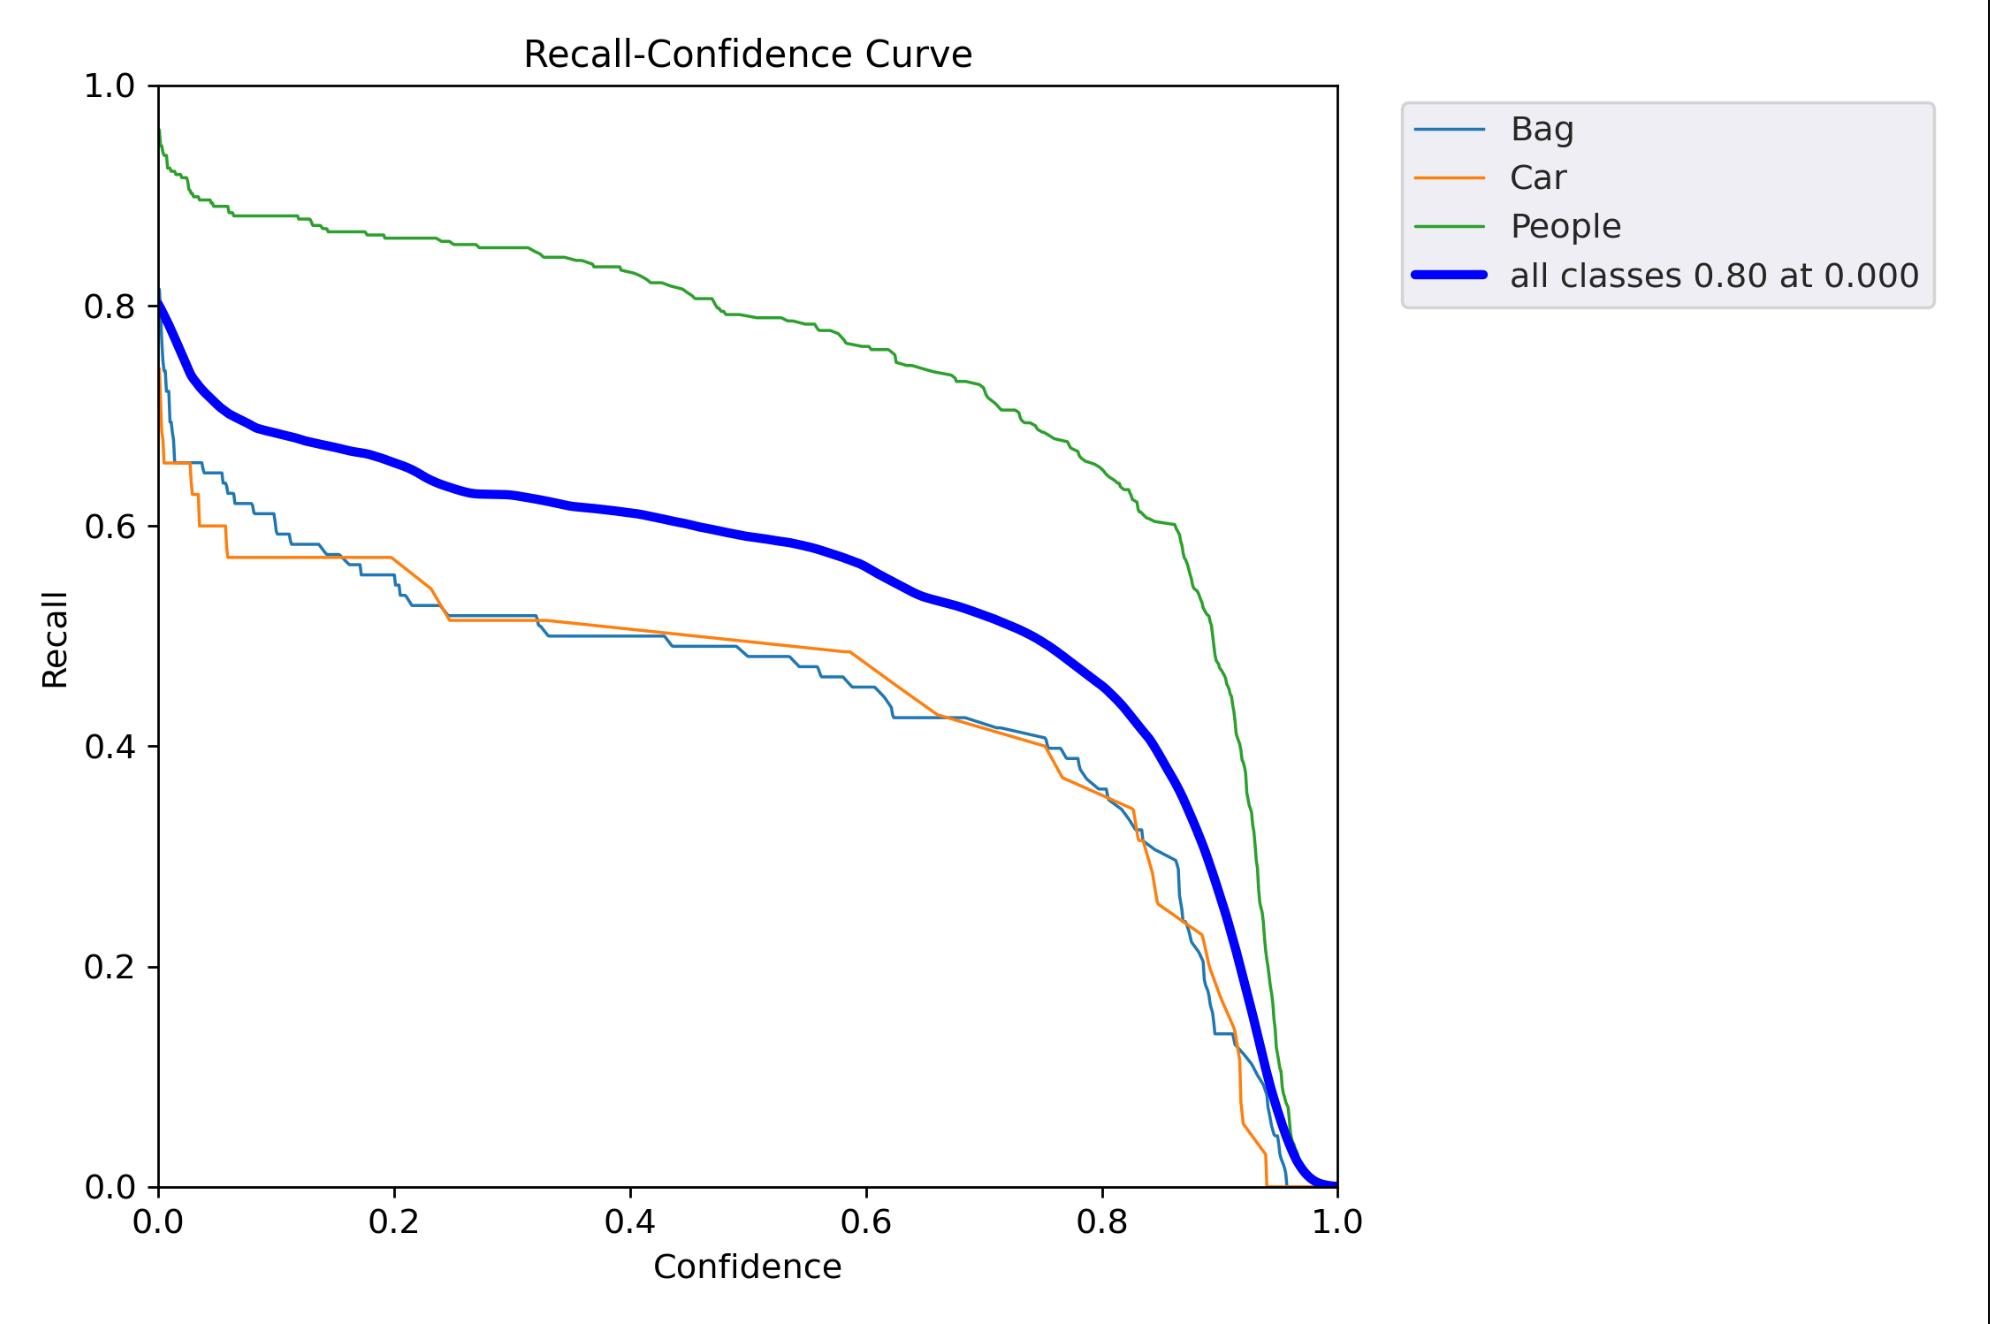 Recall-Confidence Curve
1.0
0.8
0.6
0.4
0.2
0.0
Recall
0.0 0.2 0.4 0.6 0.8 1.0
Confidence
Bag
Car
People
all classes 0.80 at 0.000